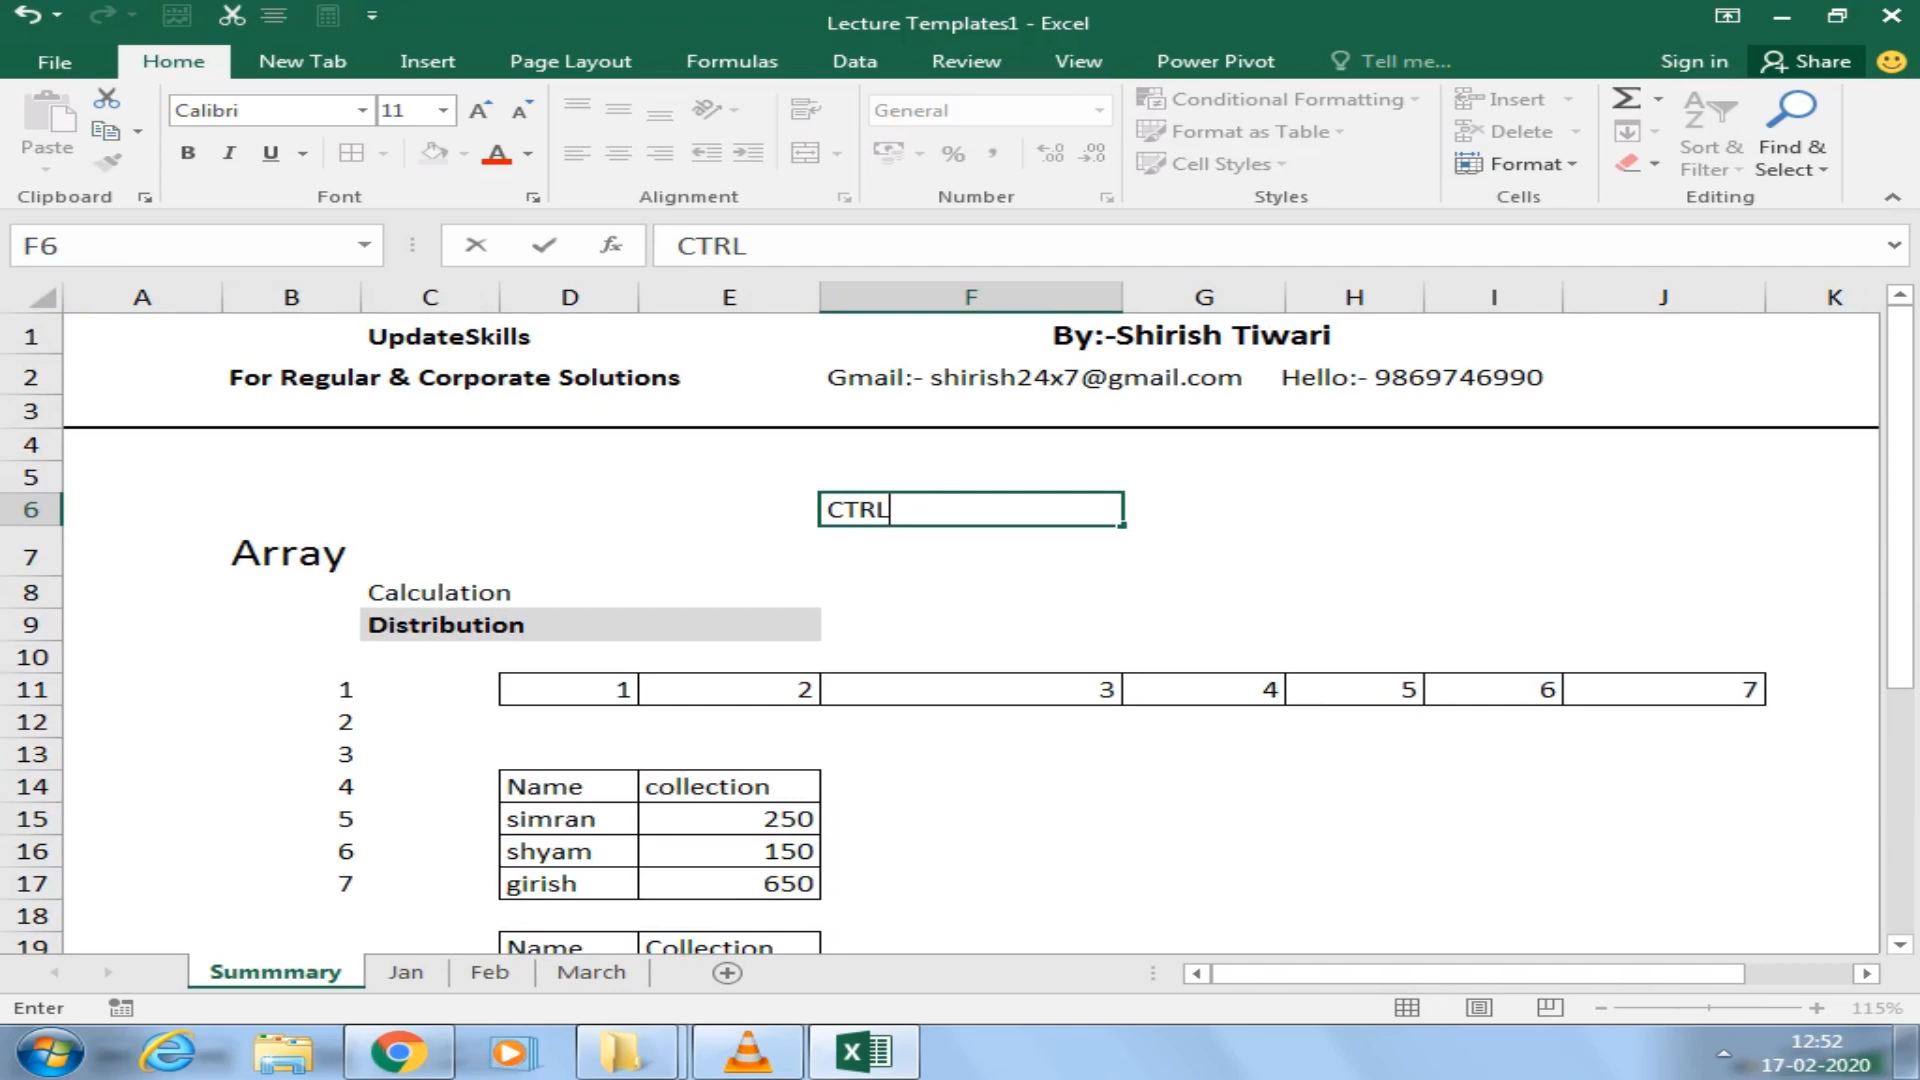 Lecture Templates1 - Excel
File Home New Tab Insert Page Layout Formulas Data Review View Power Pivot Tell me... Sign in Share
Paste
Clipboard
Calibri 11
B I U A
Font
Alignment
General
% ,
Number
Conditional Formatting
Format as Table
Cell Styles
Styles
Insert
Delete
Format
Cells
Sort & Filter
Find & Select
Editing
F6 fx CTRL
A B C D E F G H I J K
1 UpdateSkills By:-Shirish Tiwari
2 For Regular & Corporate Solutions Gmail:- shirish24x7@gmail.com Hello:- 9869746990
3
4
5
6 CTRL
7 Array
8 Calculation
9 Distribution
10
11 1 1 2 3 4 5 6 7
12 2
13 3
14 4 Name collection
15 5 simran 250
16 6 shyam 150
17 7 girish 650
18
19 Name Collection
Summmary Jan Feb March
Enter 115%
12:52
17-02-2020